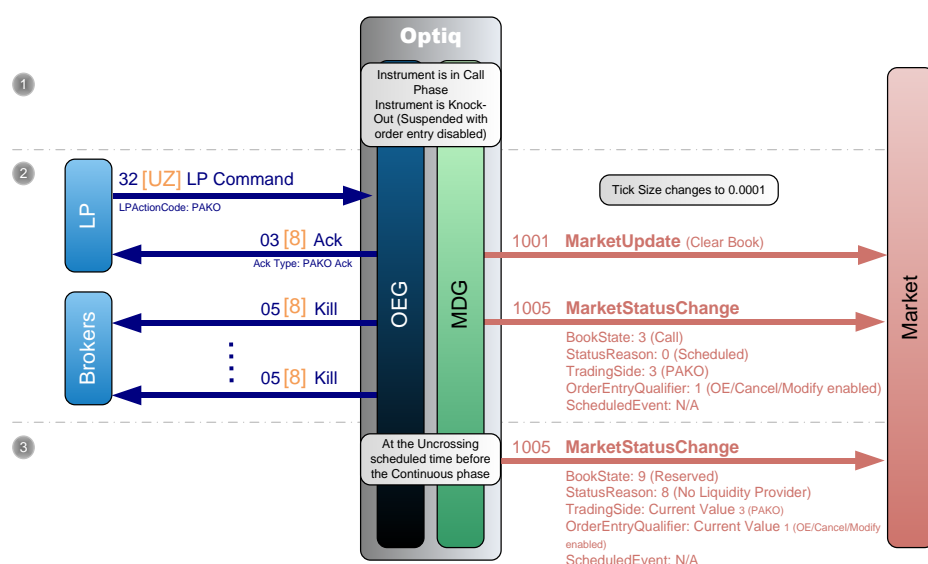 Optiq
1
Instrument is in Call
Phase
Instrument is Knock-
Out (Suspended with
order entry disabled)
2
LP
32 [UZ] LP Command
LPActionCode: PAKO
Tick Size changes to 0.0001
03 [8] Ack
Ack Type: PAKO Ack
1001 MarketUpdate (Clear Book)
OEG
MDG
Market
Brokers
05 [8] Kill
05 [8] Kill
1005 MarketStatusChange
BookState: 3 (Call)
StatusReason: 0 (Scheduled)
TradingSide: 3 (PAKO)
OrderEntryQualifier: 1 (OE/Cancel/Modify enabled)
ScheduledEvent: N/A
3
At the Uncrossing
scheduled time before
the Continuous phase
1005 MarketStatusChange
BookState: 9 (Reserved)
StatusReason: 8 (No Liquidity Provider)
TradingSide: Current Value 3 (PAKO)
OrderEntryQualifier: Current Value 1 (OE/Cancel/Modify
enabled)
ScheduledEvent: N/A